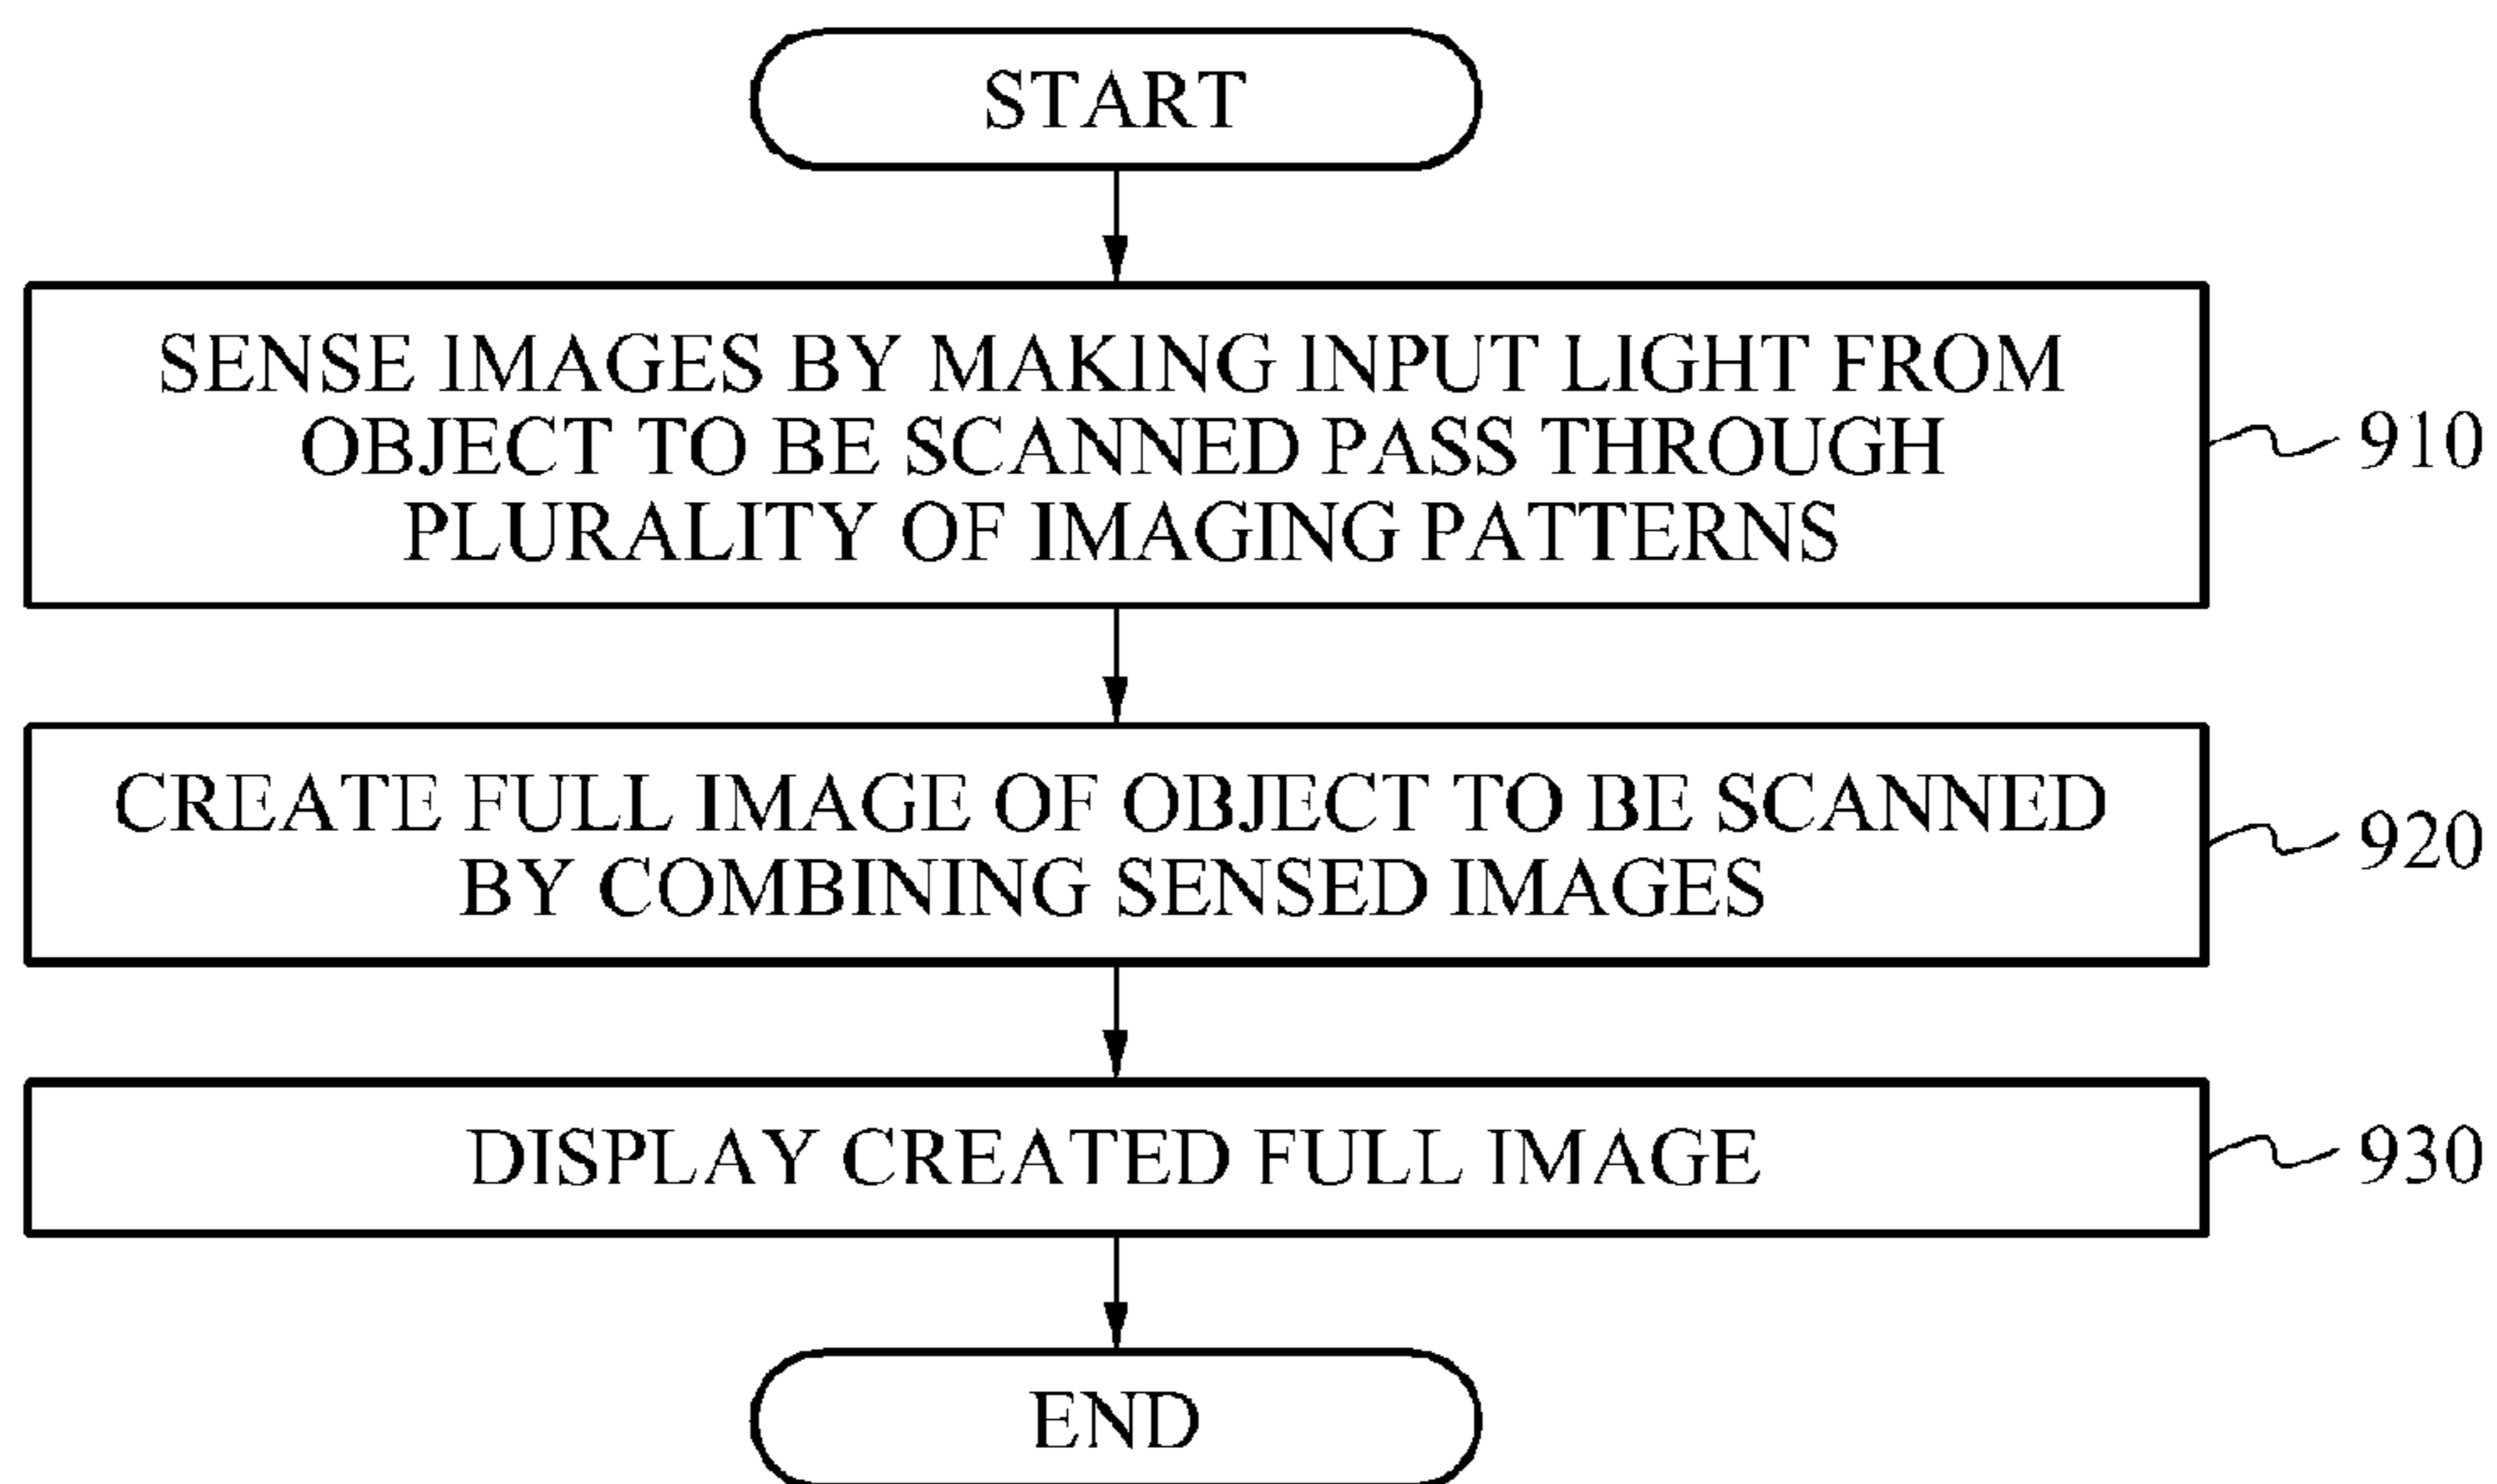 START
SENSE IMAGES BY MAKING INPUT LIGHT FROM
OBJECT TO BE SCANNED PASS THROUGH
PLURALITY OF IMAGING PATTERNS
910
CREATE FULL IMAGE OF OBJECT TO BE SCANNED
BY COMBINING SENSED IMAGES
920
DISPLAY CREATED FULL IMAGE
930
END